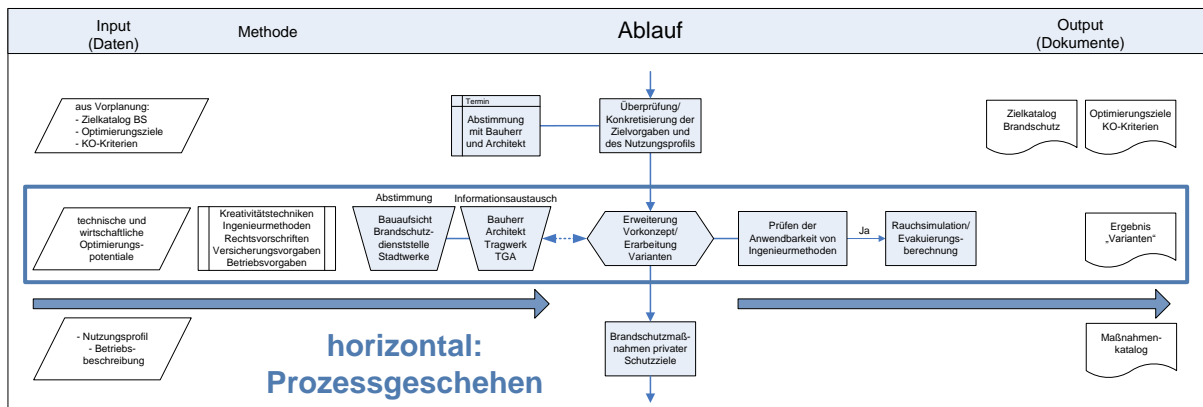 Input
(Daten)
Methode
Ablauf
Output
(Dokumente)
aus Vorplanung:
- Zielkatalog BS
- Optimierungsziele
- KO-Kriterien
Termin
Abstimmung
mit Bauherr
und Architekt
Überprüfung/
Konkretisierung der
Zielvorgaben und
des Nutzungsprofils
Zielkatalog
Brandschutz
Optimierungsziele
KO-Kriterien
technische und
wirtschaftliche
Optimierungs-
potentiale
Kreativitätstechniken
Ingenieurmethoden
Rechtsvorschriften
Versicherungsvorgaben
Betriebsvorgaben
Abstimmung
Bauaufsicht
Brandschutz-
dienststelle
Stadtwerke
Informationsaustausch
Bauherr
Architekt
Tragwerk
TGA
Erweiterung
Vorkonzept/
Erarbeitung
Varianten
Prüfen der
Anwendbarkeit von
Ingenieurmethoden
Ja
Rauchsimulation/
Evakuierungs-
berechnung
Ergebnis
„Varianten“
- Nutzungsprofil
- Betriebs-
beschreibung
horizontal:
Prozessgeschehen
Brandschutzmaß-
nahmen privater
Schutzziele
Maßnahmen-
katalog